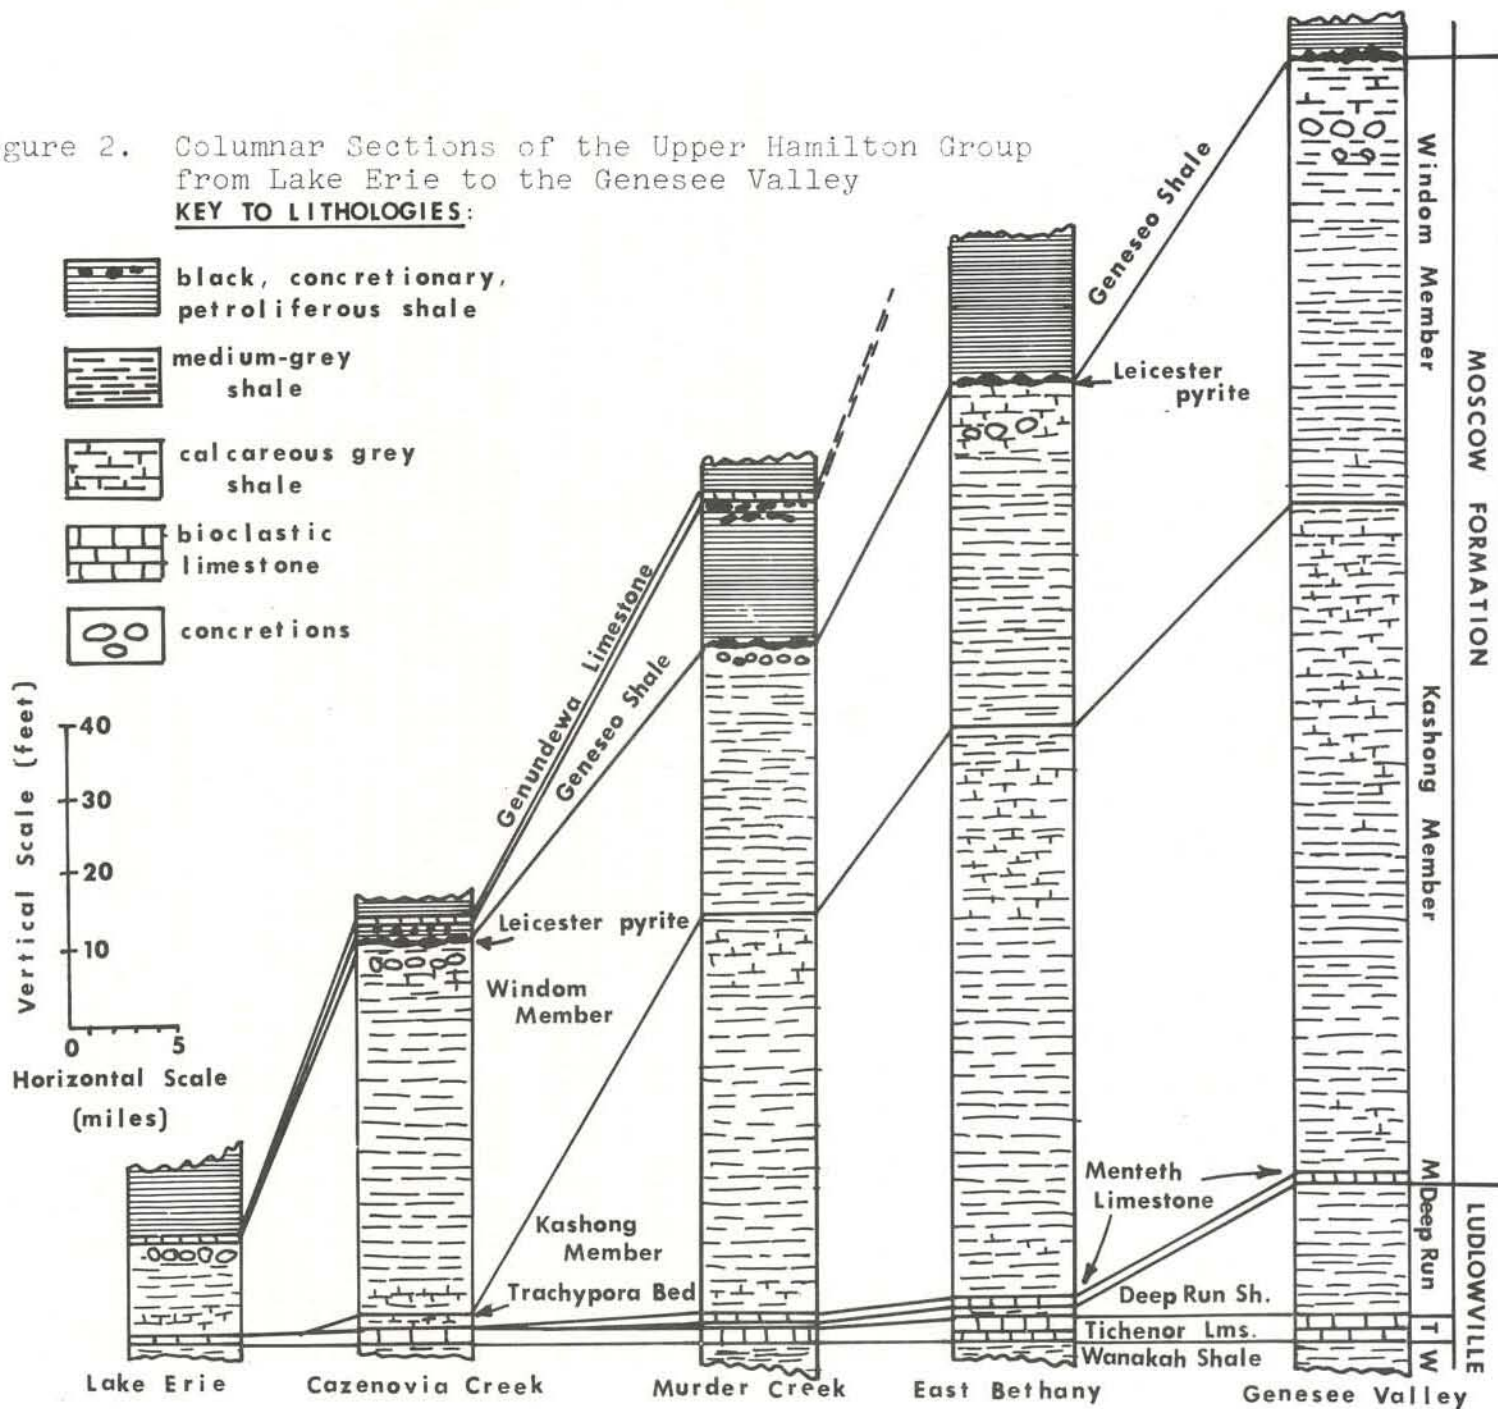 gure 2. Columnar Sections of the Upper Hamilton Group
from Lake Erie to the Genesee Valley
KEY TO LITHOLOGIES:
black, concretionary,
petroliferous shale
medium-grey
shale
calcareous grey
shale
bioclastic
limestone
concretions
Vertical Scale (feet)
40
30
20
10
0 5
Horizontal Scale
(miles)
Genundewa Limestone
Geneseo Shale
Geneseo Shale
Leicester
pyrite
Leicester pyrite
Windom
Member
Kashong
Member
Trachypora Bed
Menteth
Limestone
Deep Run Sh.
Tichenor Lms.
Wanakah Shale
Windom Member
Kashong Member
M
Deep Run
T
W
MOSCOW FORMATION
LUDLOWVILLE
Lake Erie
Cazenovia Creek
Murder Creek
East Bethany
Genesee Valley